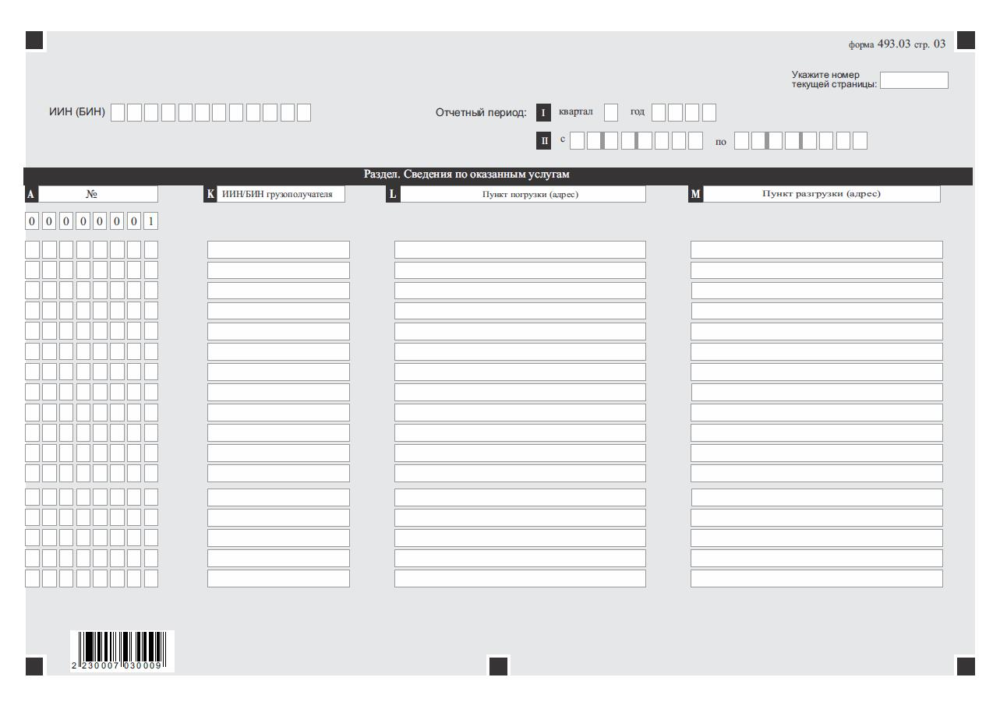 форма 493.03 стр. 03
Укажите номер
текущей страницы:
ИИН (БИН)
Отчетный период: I квартал год
II с по
Раздел. Сведения по оказанным услугам
A № K ИИН/БИН грузополучателя L Пункт погрузки (адрес) M Пункт разгрузки (адрес)
0 0 0 0 0 0 0 1
2 230007 030009